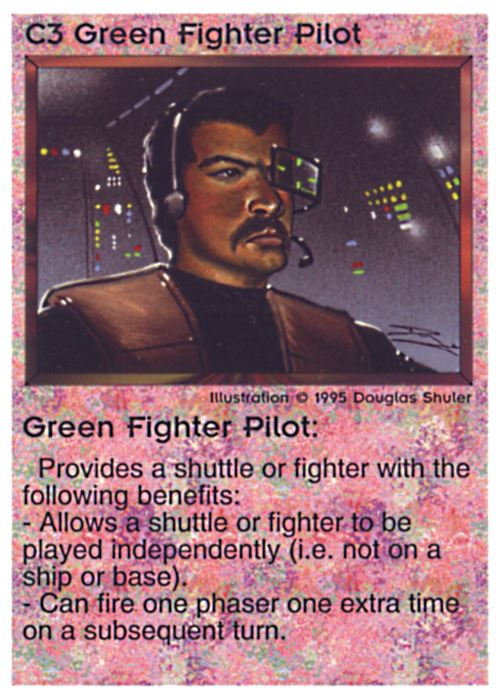 C3 Green Fighter Pilot
Illustration © 1995 Douglas Shuler
Green Fighter Pilot:
Provides a shuttle or fighter with the
following benefits:
- Allows a shuttle or fighter to be
played independently (i.e. not on a
ship or base).
- Can fire one phaser one extra time
on a subsequent turn.